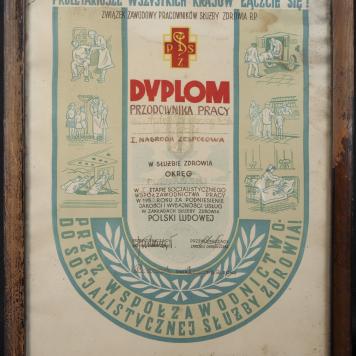 PROLETARIUSZE WSZYSTKICH KRAJÓW ŁĄCZCIE SIĘ!
ZWIĄZEK ZAWODOWY PRACOWNIKÓW SŁUŻBY ZDROWIA R.P.
DYPLOM
PRZODOWNIKA PRACY
I. NAGRODA ZESPOŁOWA
W SŁUŻBIE ZDROWIA
OKRĘG
ETAPIE SOCJALISTYCZNEGO
WSPÓŁZAWODNICTWA PRACY
W 195 ROKU ZA PODNIESIENIE
JAKOŚCI I WYDAJNOŚCI USŁUG
W ZAKŁADACH SŁUŻBY ZDROWIA
POLSKI LUDOWEJ
PRZEZ WSPÓŁZAWODNICTWO-
DO SOCJALISTYCZNEJ SŁUŻBY ZDROWIA!